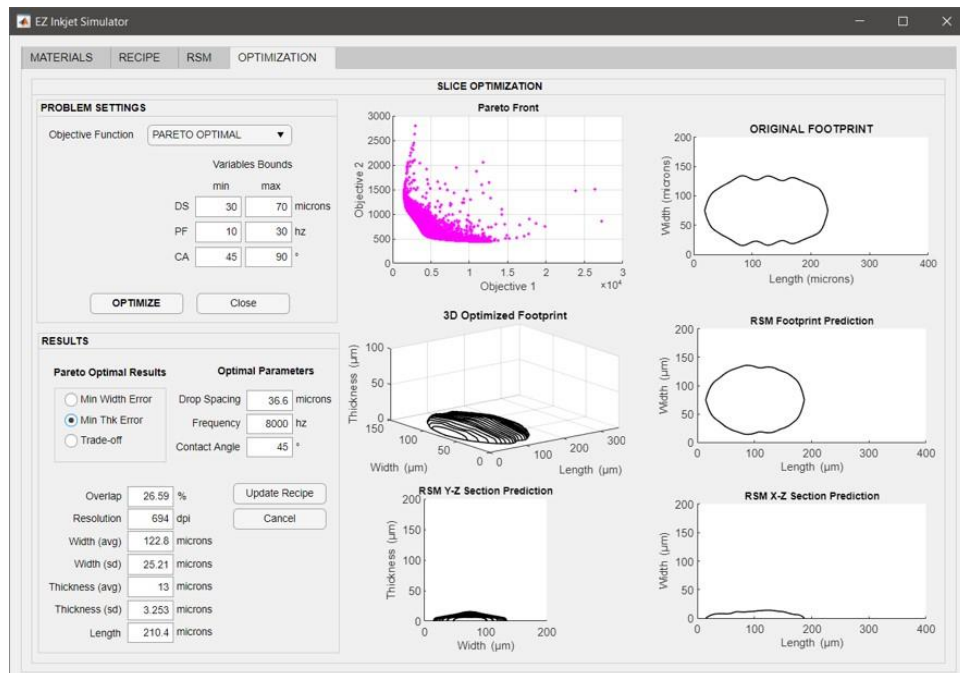 EZ Inkjet Simulator
MATERIALS RECIPE RSM OPTIMIZATION
SLICE OPTIMIZATION
PROBLEM SETTINGS
Objective Function PARETO OPTIMAL
Variables Bounds
min max
DS 30 70 microns
PF 10 30 hz
CA 45 90 °
OPTIMIZE Close
RESULTS
Pareto Optimal Results
Min Width Error
Min Thk Error
Trade-off
Optimal Parameters
Drop Spacing 36.6 microns
Frequency 8000 hz
Contact Angle 45 °
Overlap 26.59 %
Resolution 694 dpi
Width (avg) 122.8 microns
Width (sd) 25.21 microns
Thickness (avg) 13 microns
Thickness (sd) 3.253 microns
Length 210.4 microns
Update Recipe
Cancel
Pareto Front
3000
2500
2000
1500
1000
500
0
Objective 2
0 0.5 1 1.5 2 2.5 3
Objective 1 ×10⁴
ORIGINAL FOOTPRINT
200
150
100
50
0
Width (microns)
0 100 200 300 400
Length (microns)
3D Optimized Footprint
100
50
0
Thickness (µm)
150 100 50 0
Width (µm)
0 100 200 300
Length (µm)
RSM Footprint Prediction
200
150
100
50
0
Width (µm)
0 100 200 300 400
Length (µm)
RSM Y-Z Section Prediction
200
150
100
50
0
Thickness (µm)
0 100 200
Width (µm)
RSM X-Z Section Prediction
200
150
100
50
0
Width (µm)
0 100 200 300 400
Length (µm)